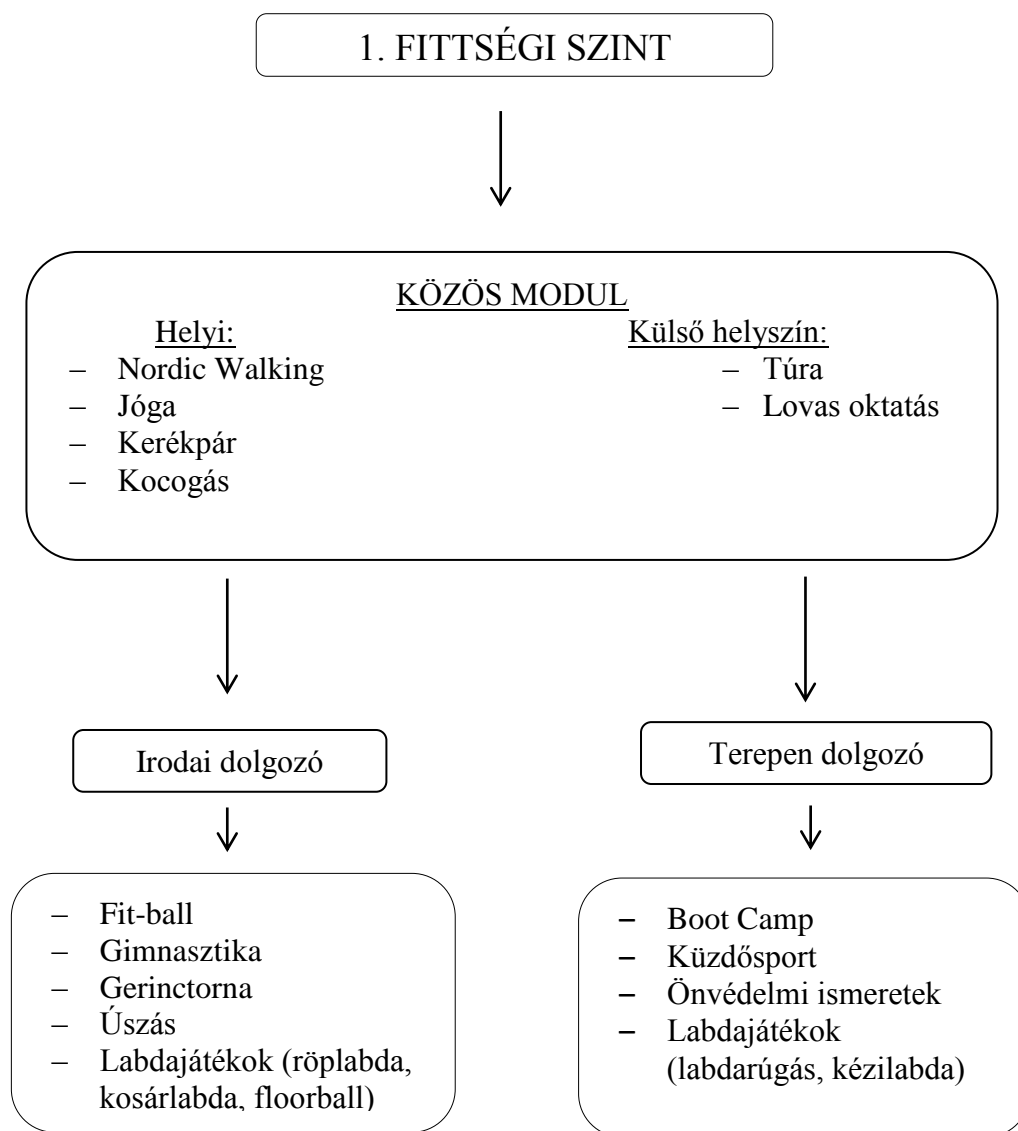 1. FITTSÉGI SZINT
KÖZÖS MODUL
Helyi:
– Nordic Walking
– Jóga
– Kerékpár
– Kocogás
Külső helyszín:
– Túra
– Lovas oktatás
Irodai dolgozó
Terepen dolgozó
– Fit-ball
– Gimnasztika
– Gerinctorna
– Úszás
– Labdajátékok (röplabda,
kosárlabda, floorball)
– Boot Camp
– Küzdősport
– Önvédelmi ismeretek
– Labdajátékok
(labdarúgás, kézilabda)